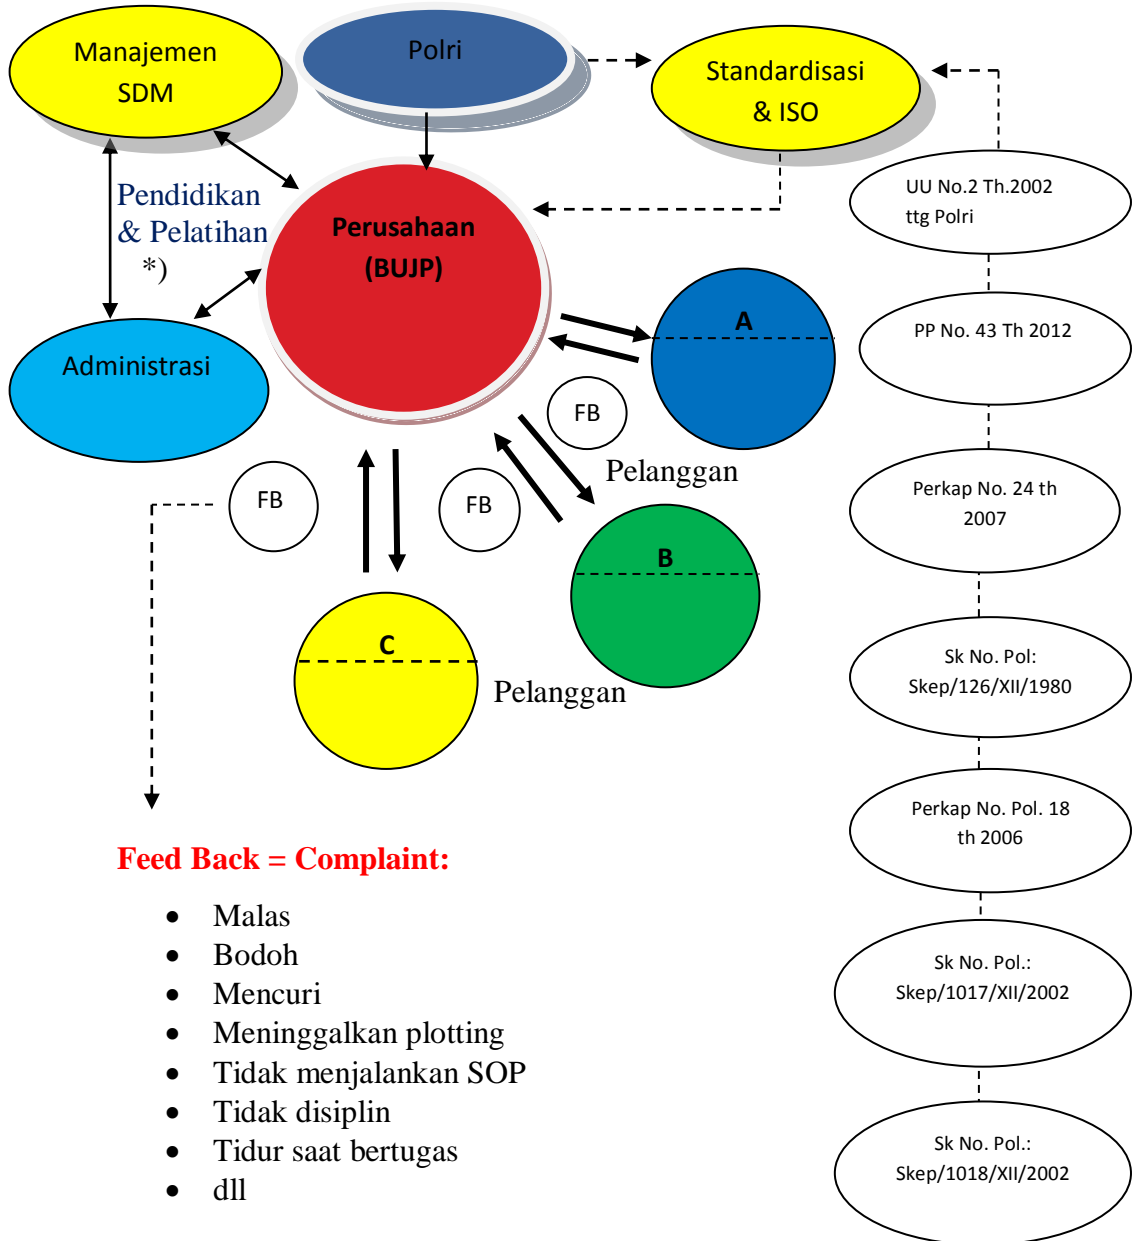 Manajemen
SDM
Polri
Standardisasi
& ISO
Pendidikan
& Pelatihan
*)
Perusahaan
(BUJP)
Administrasi
A
FB
Pelanggan
B
FB
FB
C
Pelanggan
UU No.2 Th.2002
ttg Polri
PP No. 43 Th 2012
Perkap No. 24 th
2007
Sk No. Pol:
Skep/126/XII/1980
Perkap No. Pol. 18
th 2006
Sk No. Pol.:
Skep/1017/XII/2002
Sk No. Pol.:
Skep/1018/XII/2002
Feed Back = Complaint:
• Malas
• Bodoh
• Mencuri
• Meninggalkan plotting
• Tidak menjalankan SOP
• Tidak disiplin
• Tidur saat bertugas
• dll